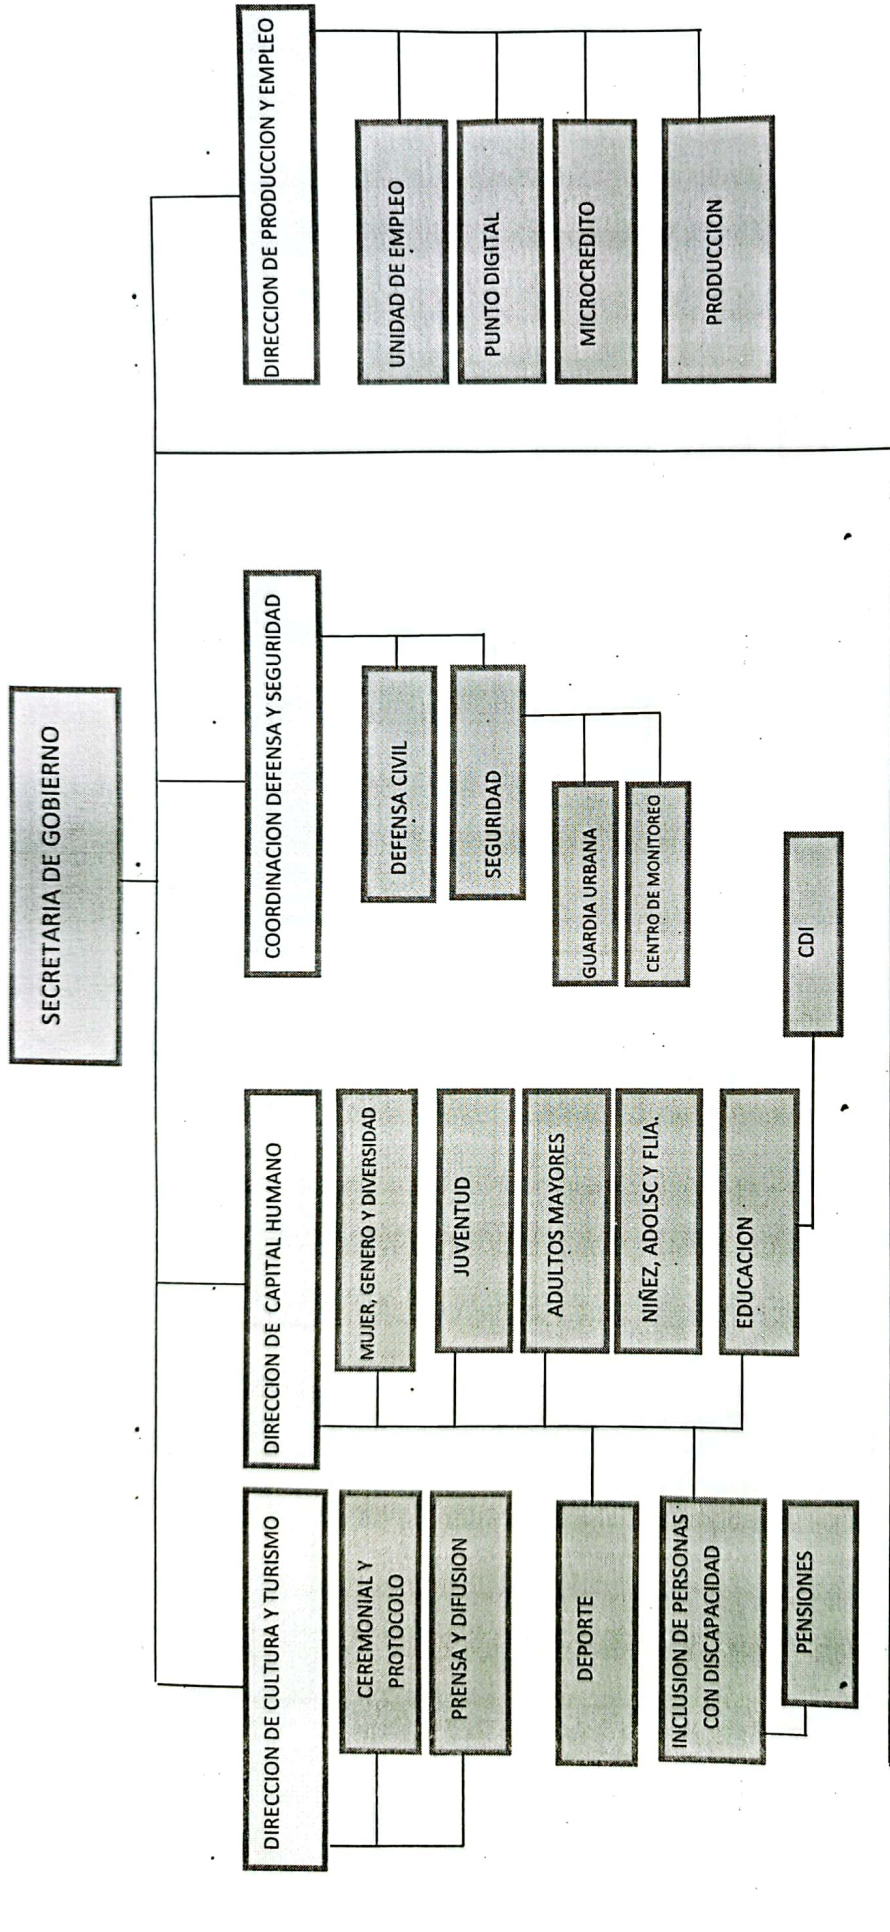 SECRETARIA DE GOBIERNO
DIRECCION DE CULTURA Y TURISMO
CEREMONIAL Y
PROTOCOLO
PRENSA Y DIFUSION
DIRECCION DE CAPITAL HUMANO
MUJER, GENERO Y DIVERSIDAD
JUVENTUD
ADULTOS MAYORES
NIÑEZ, ADOLSC Y FLIA.
EDUCACION
CDI
DEPORTE
INCLUSION DE PERSONAS
CON DISCAPACIDAD
PENSIONES
COORDINACION DEFENSA Y SEGURIDAD
DEFENSA CIVIL
SEGURIDAD
GUARDIA URBANA
CENTRO DE MONITOREO
DIRECCION DE PRODUCCION Y EMPLEO
UNIDAD DE EMPLEO
PUNTO DIGITAL
MICROCREDITO
PRODUCCION